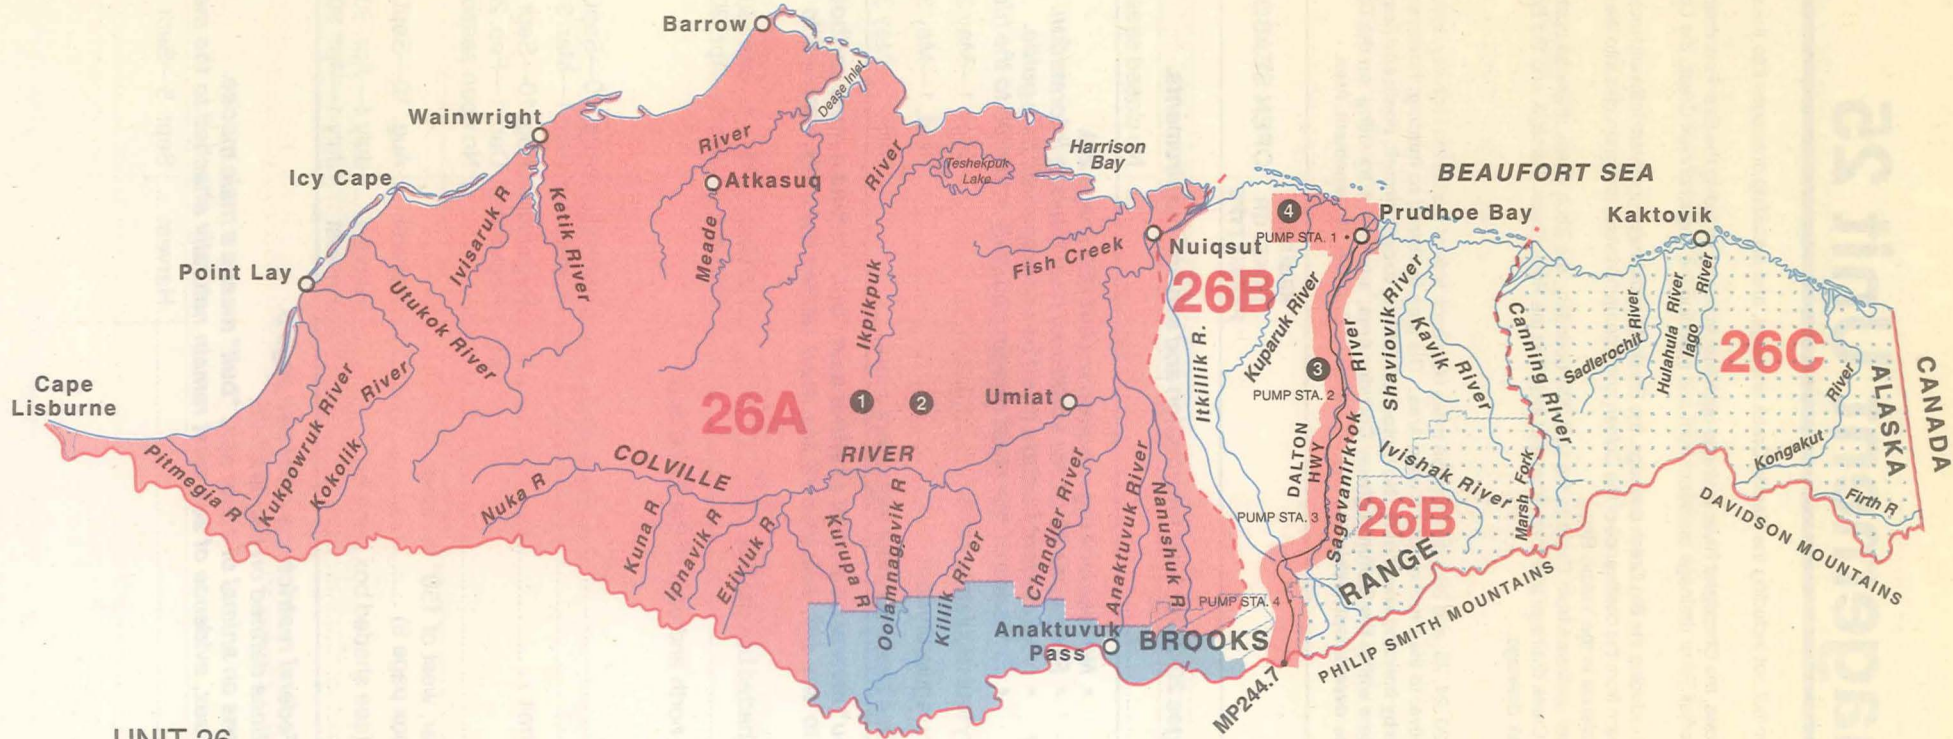 Barrow
Dease Inlet
Wainwright
River
Icy Cape
Atkasuq
River
Teshekpuk
Lake
Harrison
Bay
BEAUFORT SEA
Ivisaruk R
Ketik River
Meade
4
Prudhoe Bay
Kaktovik
PUMP STA. 1
Nuiqsut
Fish Creek
Point Lay
Utukok River
Ikpikpuk
26B
Kuparuk River
Shaviovik River
Kavik
River
Canning River
Sadlerochit River
Hulahula River
Iago
River
26C
CANADA
ALASKA
Itkillik R.
3
River
PUMP STA. 2
Cape
Lisburne
Kukpowruk River
Kokolik
River
26A
1
2
Umiat
River
Kongakut
COLVILLE
RIVER
DALTON
HWY
Sagavanirktok
Ivishak River
Marsh Fork
Pitmegia R
Nuka R
Kuna R
Ipnavik R
Etivluk R
Kurupa R
Oolamnagavik R
Killik River
Chandler River
Anaktuvuk River
Nanushuk R
PUMP STA. 3
26B
Firth R
DAVIDSON MOUNTAINS
RANGE
PHILIP SMITH MOUNTAINS
PUMP STA. 4
Anaktuvuk
Pass
BROOKS
MP244.7
UNIT 26